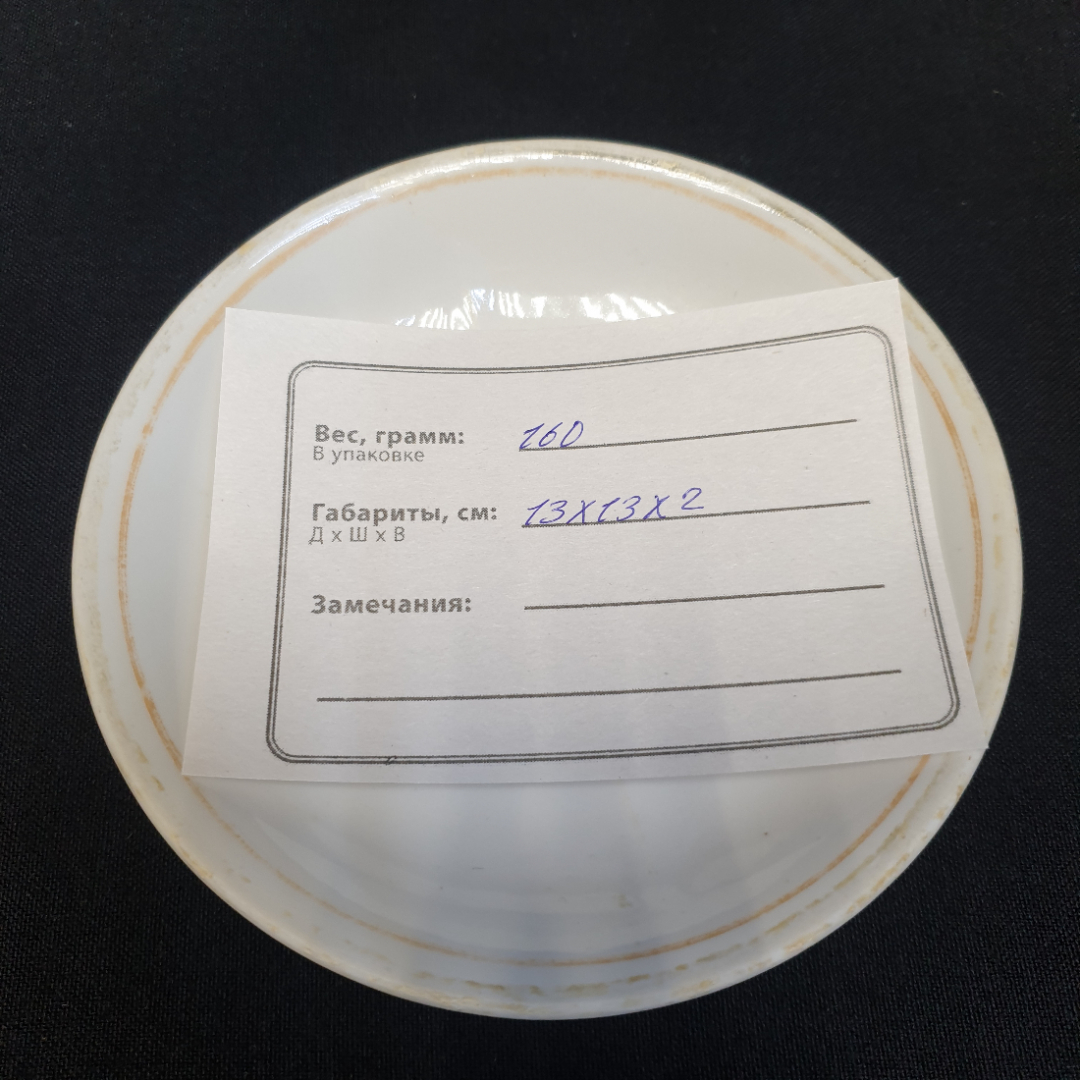 Вес, грамм: 160
В упаковке
Габариты, см: 13х13х2
Д х Ш х В
Замечания: